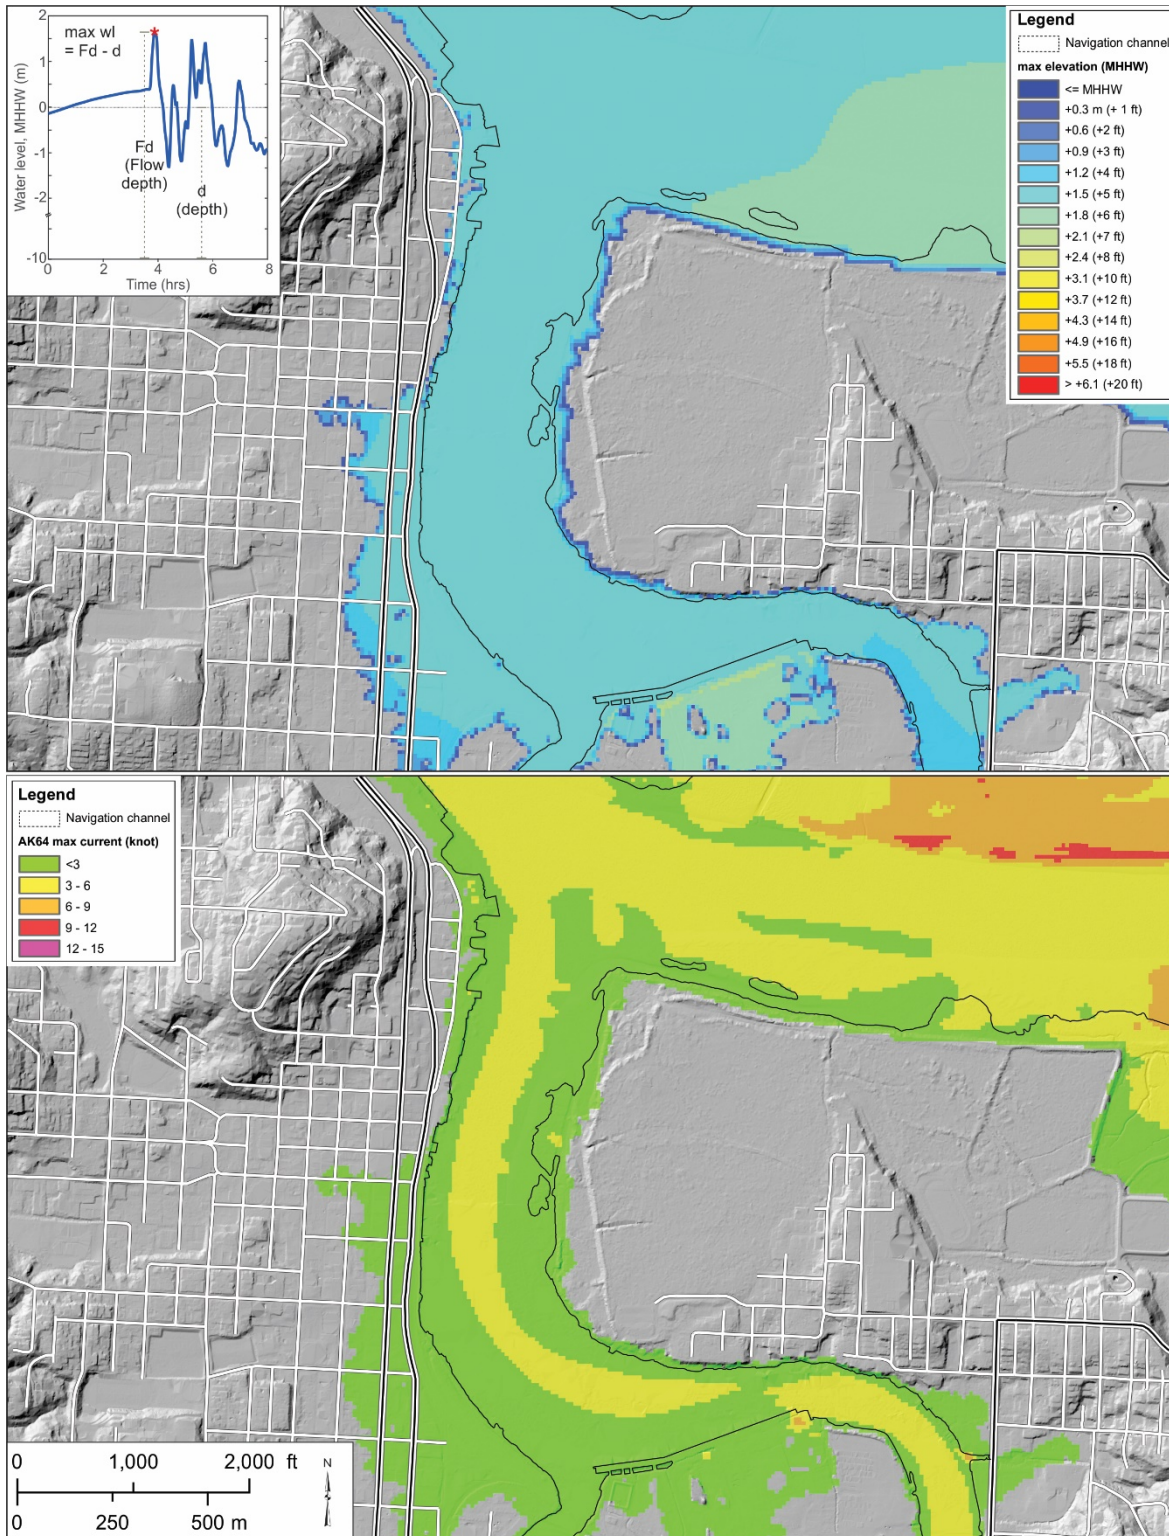 2
1
0
-1
-2
-10
Water level, MHHW (m)
max wl
= Fd - d
Fd
(Flow
depth)
d
(depth)
0 2 4 6 8
Time (hrs)
Legend
Navigation channel
max elevation (MHHW)
<= MHHW
+0.3 m (+ 1 ft)
+0.6 (+2 ft)
+0.9 (+3 ft)
+1.2 (+4 ft)
+1.5 (+5 ft)
+1.8 (+6 ft)
+2.1 (+7 ft)
+2.4 (+8 ft)
+3.1 (+10 ft)
+3.7 (+12 ft)
+4.3 (+14 ft)
+4.9 (+16 ft)
+5.5 (+18 ft)
> +6.1 (+20 ft)
Legend
Navigation channel
AK64 max current (knot)
<3
3 - 6
6 - 9
9 - 12
12 - 15
0 1,000 2,000 ft
N
0 250 500 m